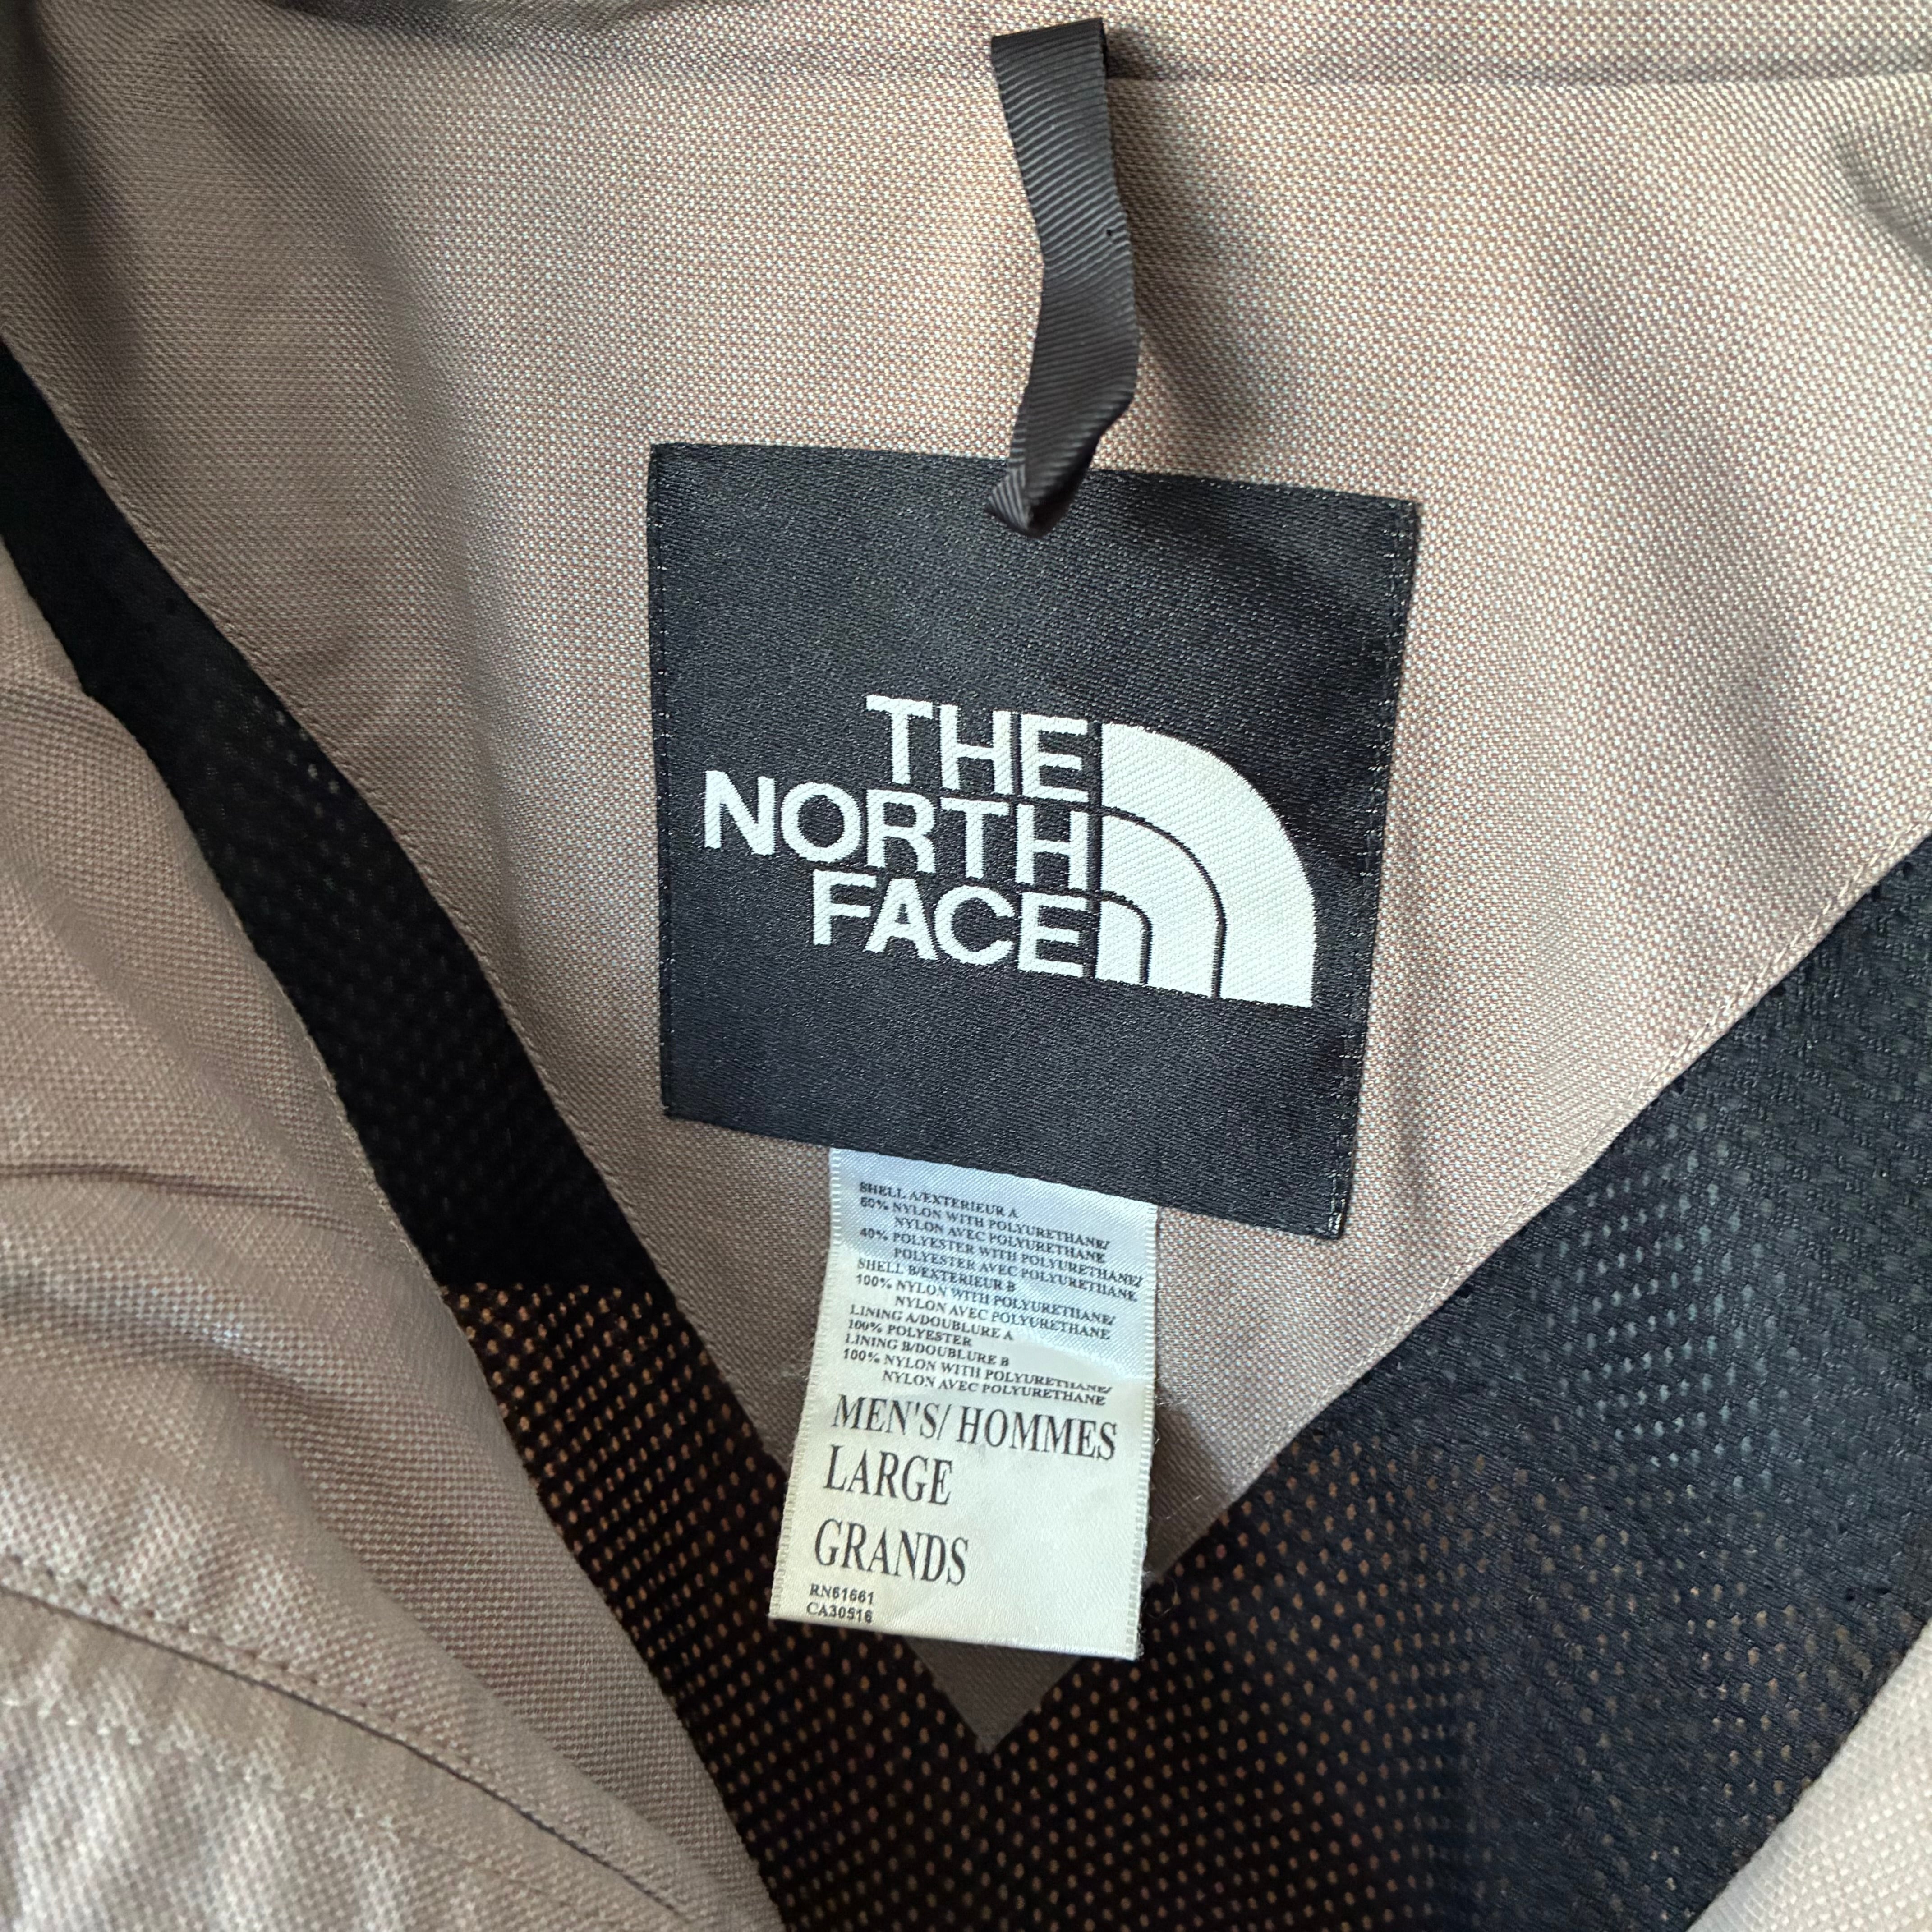 THE
NORTH
FACE
SHELL A/EXTERIEUR A
60% NYLON WITH POLYURETHANE/
NYLON AVEC POLYURETHANE
40% POLYESTER WITH POLYURETHANE/
POLYESTER AVEC POLYURETHANE
SHELL B/EXTERIEUR B
100% NYLON WITH POLYURETHANE/
NYLON AVEC POLYURETHANE
LINING A/DOUBLURE A
100% POLYESTER
LINING B/DOUBLURE B
100% NYLON WITH POLYURETHANE/
NYLON AVEC POLYURETHANE
MEN'S/ HOMMES
LARGE
GRANDS
RN61661
CA30516